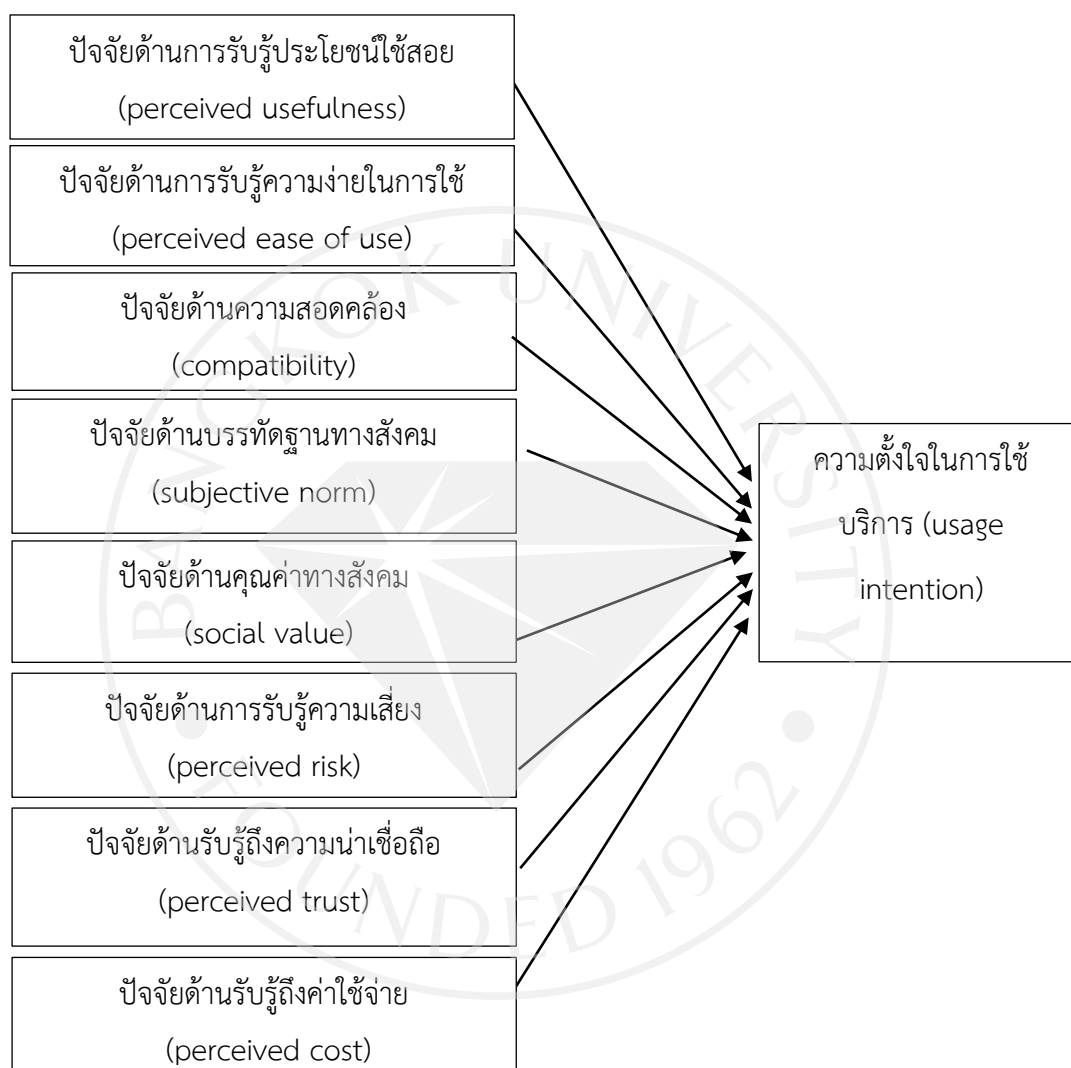 ปัจจัยด้านการรับรู้ประโยชน์ใช้สอย
(perceived usefulness)
ปัจจัยด้านการรับรู้ความง่ายในการใช้
(perceived ease of use)
ปัจจัยด้านความสอดคล้อง
(compatibility)
ปัจจัยด้านบรรทัดฐานทางสังคม
(subjective norm)
ปัจจัยด้านคุณค่าทางสังคม
(social value)
ปัจจัยด้านการรับรู้ความเสี่ยง
(perceived risk)
ปัจจัยด้านรับรู้ถึงความน่าเชื่อถือ
(perceived trust)
ปัจจัยด้านรับรู้ถึงค่าใช้จ่าย
(perceived cost)
ความตั้งใจในการใช้
บริการ (usage
intention)
BANGKOK UNIVERSITY
FOUNDED 1962